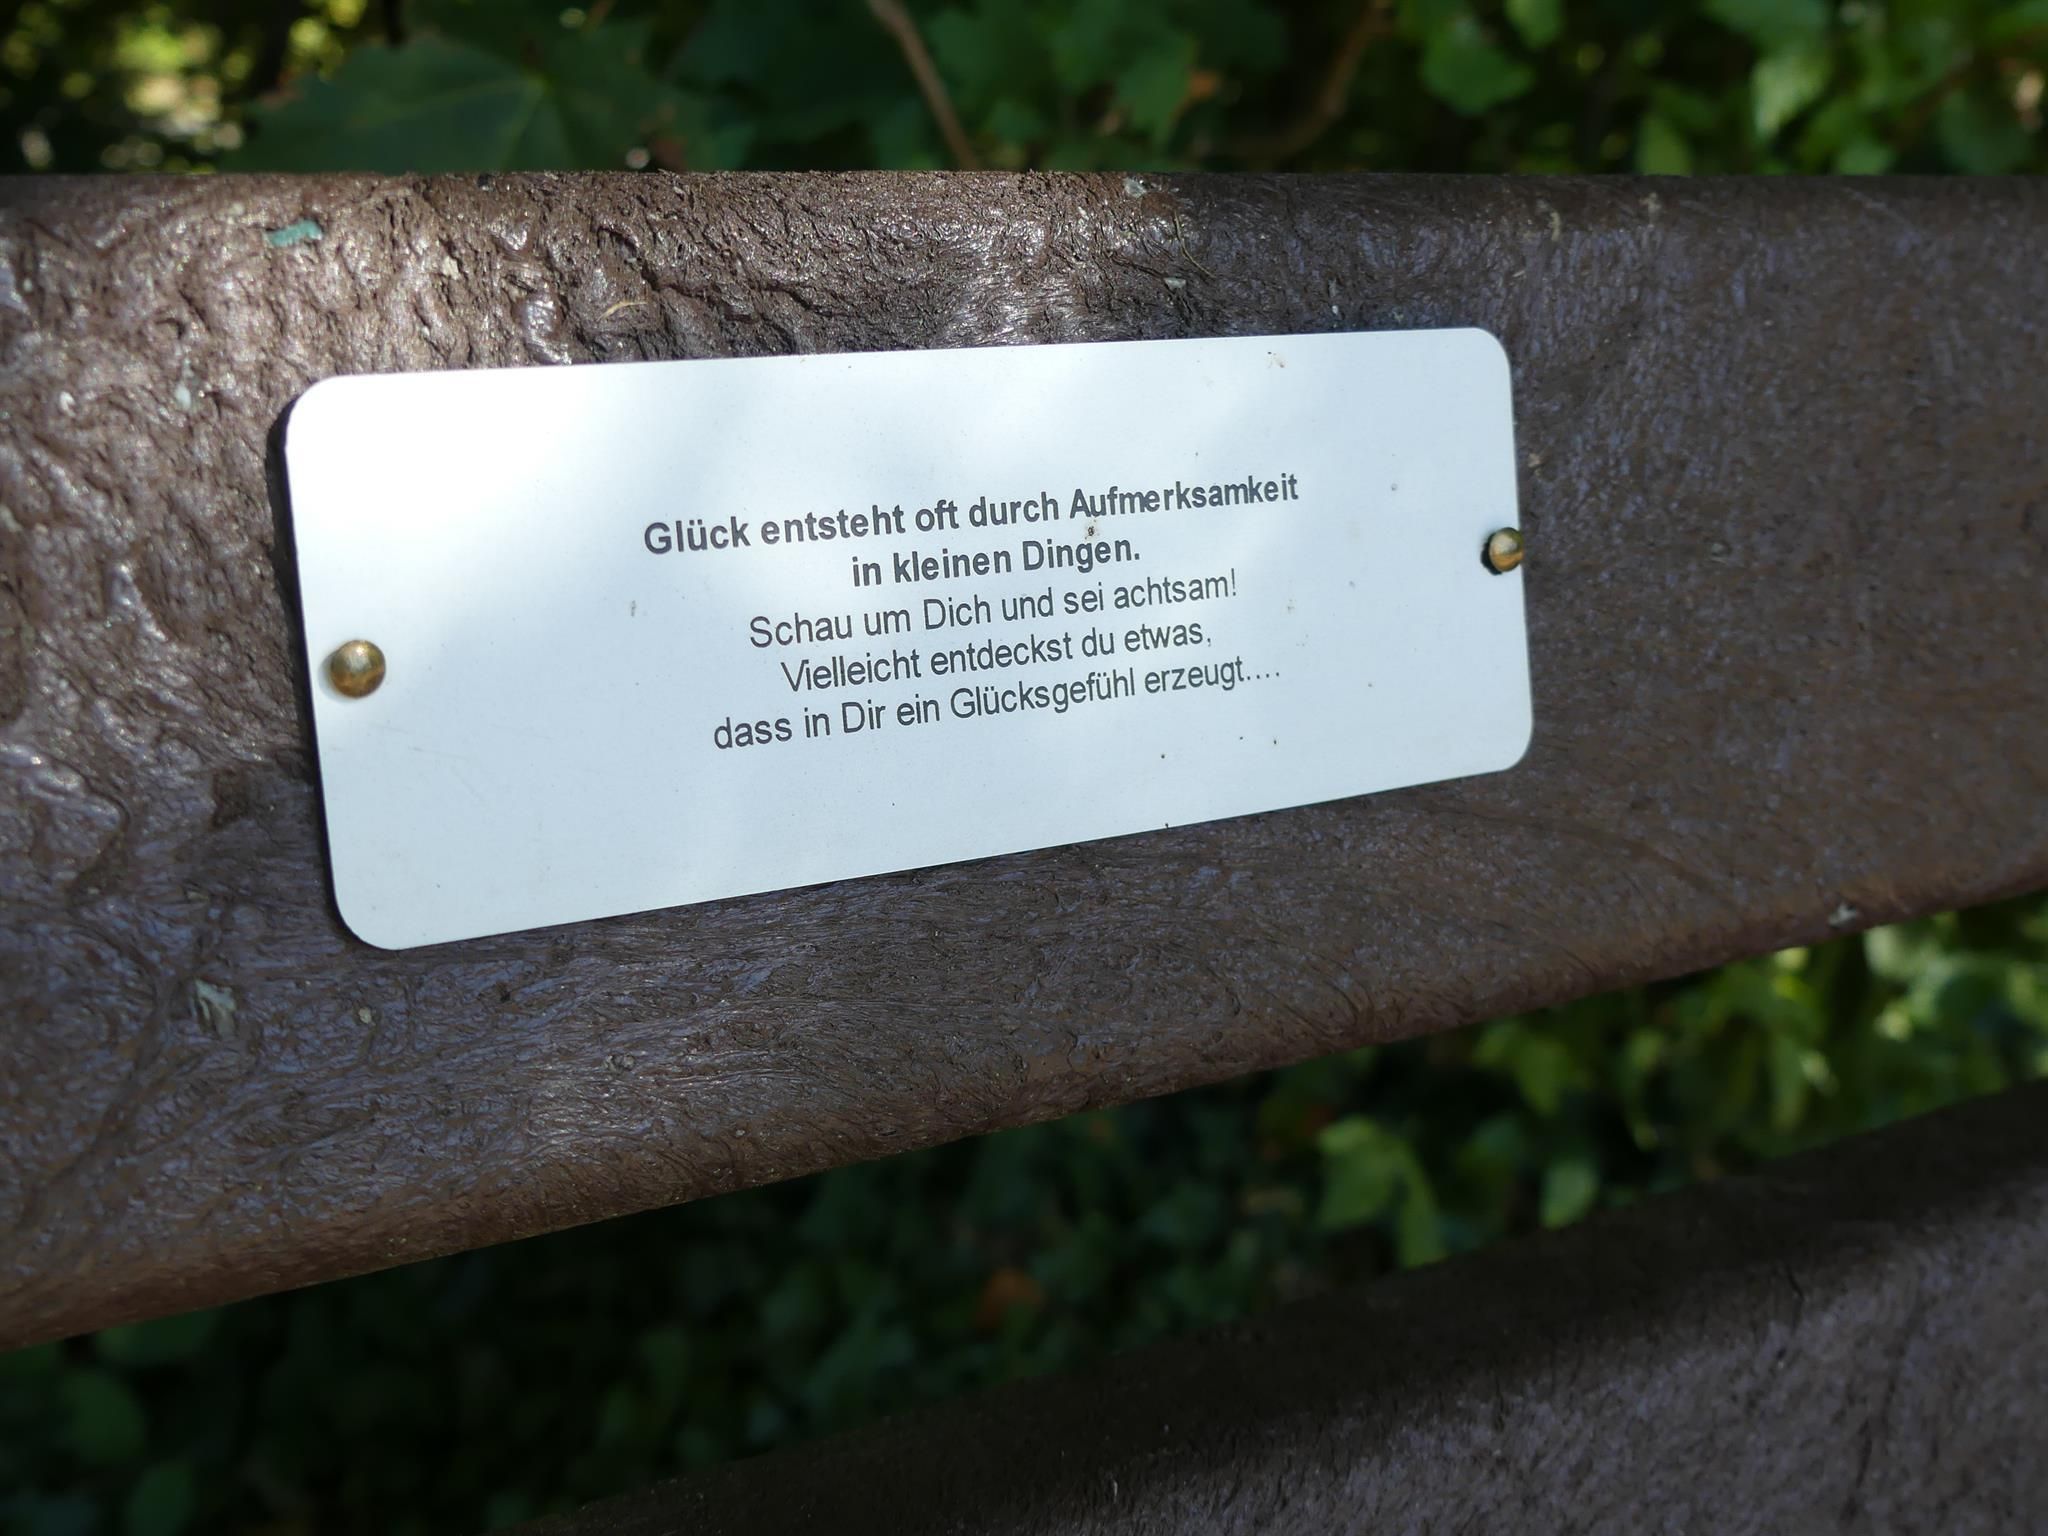 Glück entsteht oft durch Aufmerksamkeit
in kleinen Dingen.
Schau um Dich und sei achtsam!
Vielleicht entdeckst du etwas,
dass in Dir ein Glücksgefühl erzeugt....